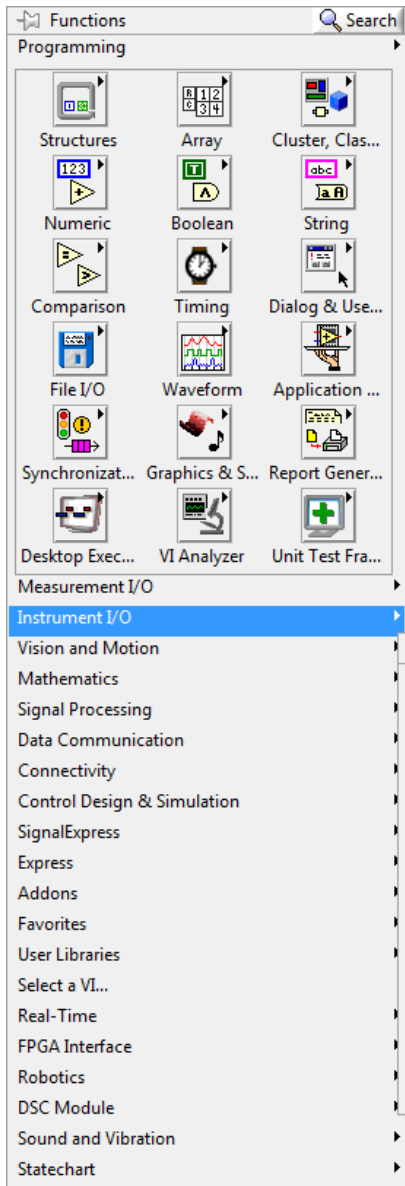 Functions Search
Programming
Structures Array Cluster, Clas...
Numeric Boolean String
Comparison Timing Dialog & Use...
File I/O Waveform Application ...
Synchronizat... Graphics & S... Report Gener...
Desktop Exec... VI Analyzer Unit Test Fra...
Measurement I/O
Instrument I/O
Vision and Motion
Mathematics
Signal Processing
Data Communication
Connectivity
Control Design & Simulation
SignalExpress
Express
Addons
Favorites
User Libraries
Select a VI...
Real-Time
FPGA Interface
Robotics
DSC Module
Sound and Vibration
Statechart